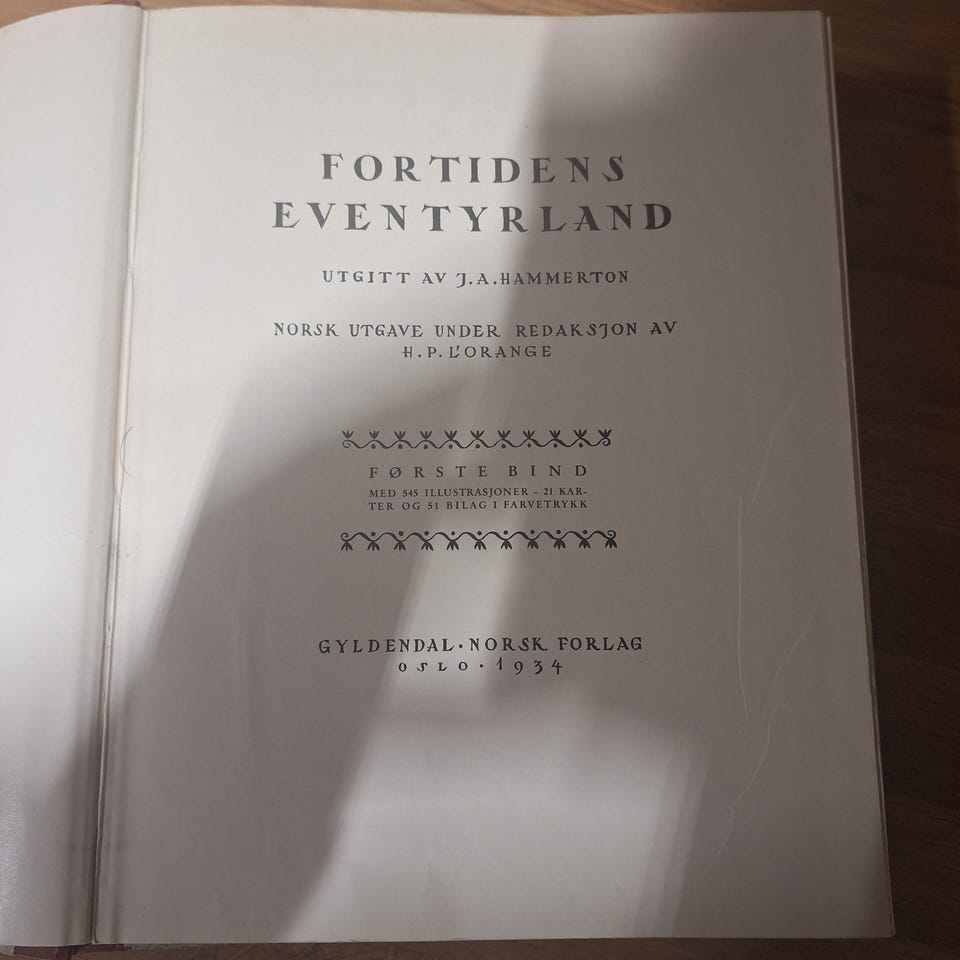 FORTIDENS
EVENTYRLAND
UTGITT AV J.A.HAMMERTON
NORSK UTGAVE UNDER REDAKSJON AV
H.P.L'ORANGE
FØRSTE BIND
MED 545 ILLUSTRASJONER - 21 KAR-
TER OG 51 BILAG I FARVETRYKK
GYLDENDAL·NORSK FORLAG
OSLO·1934